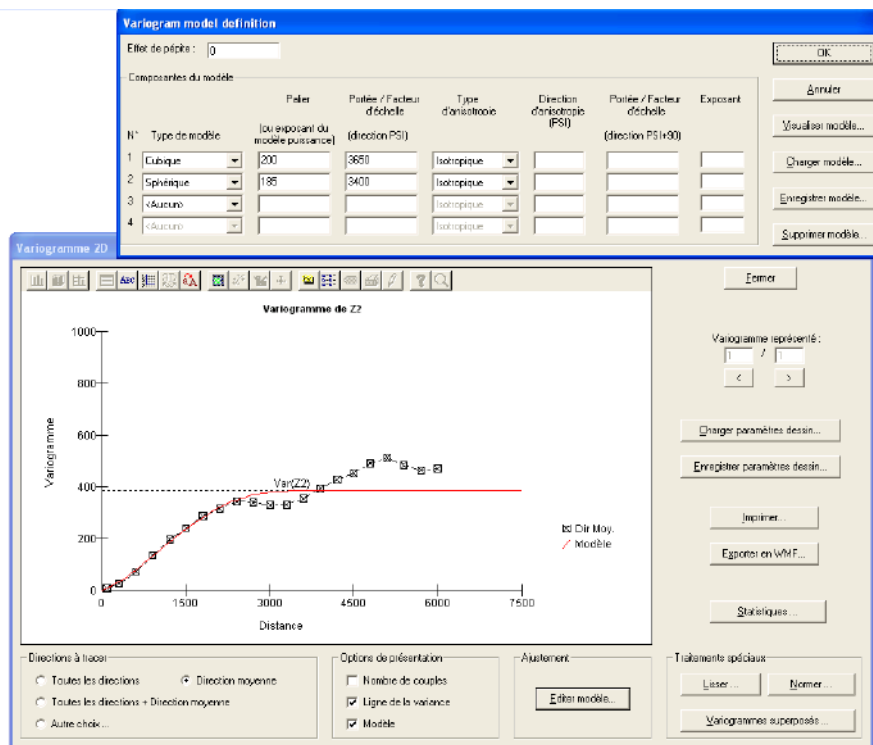 Variogram model definition
Effet de pépite : 0
OK
Composantes du modèle
Annuler
Palier
Portée / Facteur d'échelle
Type d'anisotropie
Direction d'anisotropie (PSI)
Portée / Facteur d'échelle
Exposant
Visualiser modèle...
N° Type de modèle
(ou exposant du modèle puissance)
(direction PSI)
(direction PSI+90)
1 Cubique 200 3650 Isotropique
Charger modèle...
2 Sphérique 185 3400 Isotropique
3 <Aucun> Isotropique
Enregistrer modèle...
4 <Aucun> Isotropique
Supprimer modèle...
Variogramme 2D
ABC
Fermer
Variogramme de Z2
1000
800
600
400
200
0
Variogramme
Var(Z2)
0 1500 3000 4500 6000 7500
Distance
Dir Moy.
Modèle
Variogramme représenté :
1 / 1
< >
Charger paramètres dessin...
Enregistrer paramètres dessin...
Imprimer...
Exporter en WMF...
Statistiques...
Directions à tracer
Toutes les directions
Direction moyenne
Toutes les directions + Direction moyenne
Autre choix...
Options de présentation
Nombre de couples
Ligne de la variance
Modèle
Ajustement
Editer modèle...
Traitements spéciaux
Lisser...
Normer...
Variogrammes superposés...